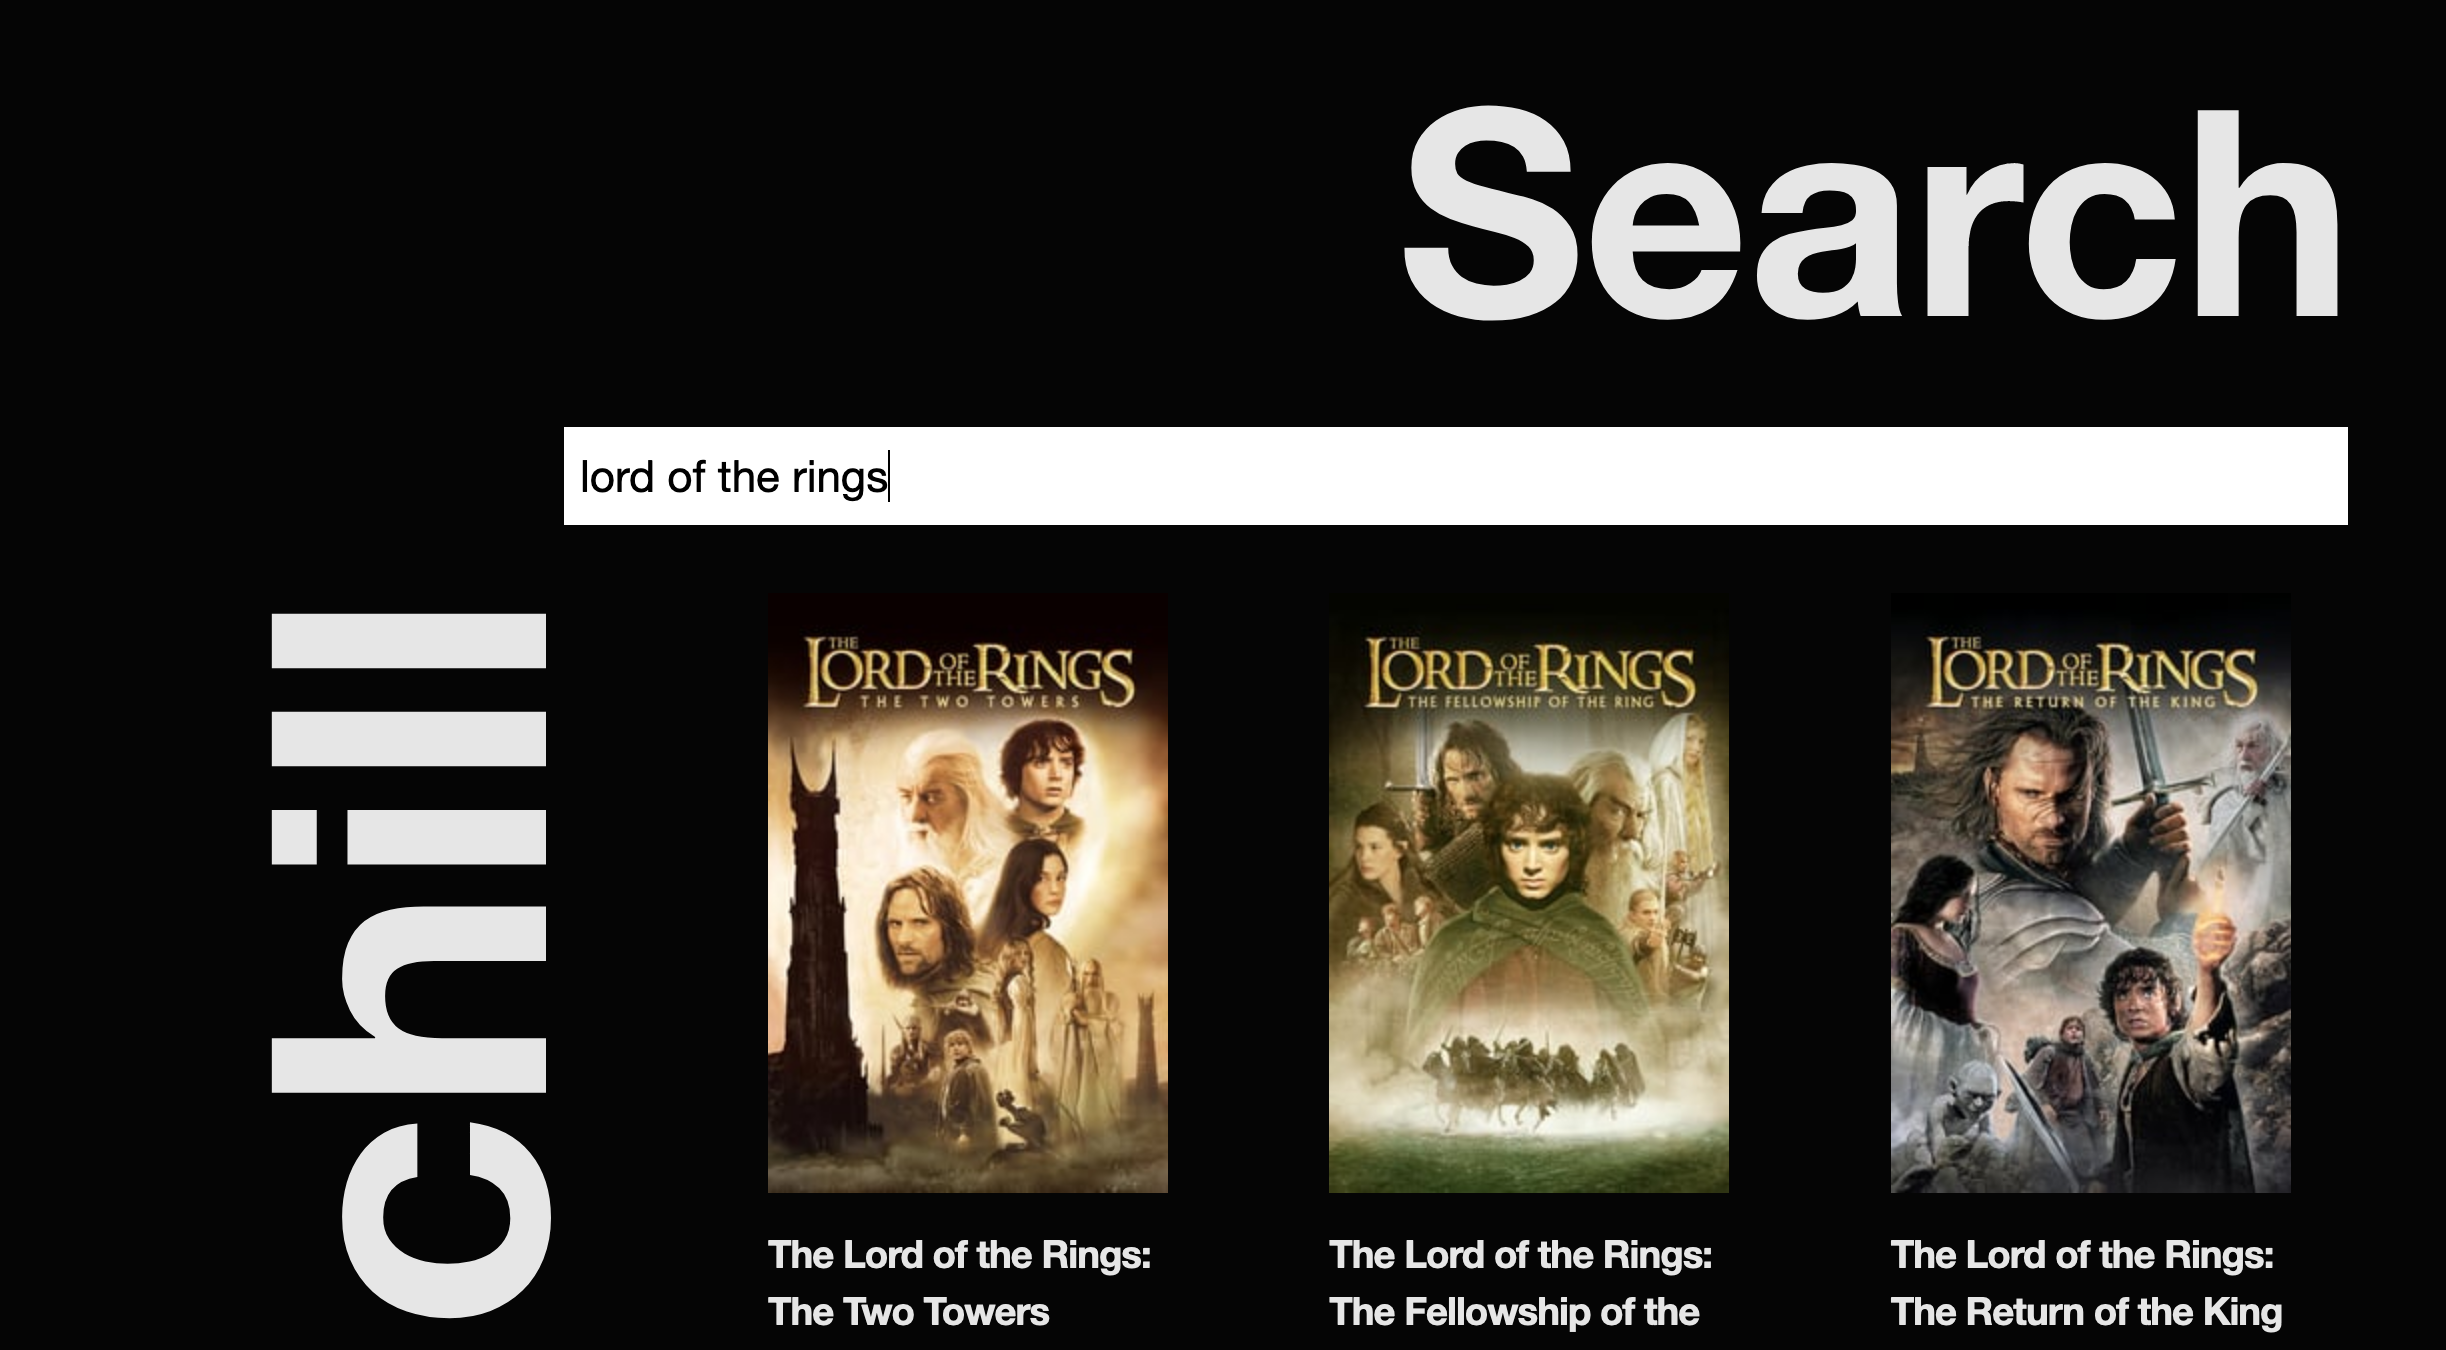 Search
lord of the rings
chill
THE
LORD OF THE RINGS
THE TWO TOWERS
THE
LORD OF THE RINGS
THE FELLOWSHIP OF THE RING
THE
LORD OF THE RINGS
THE RETURN OF THE KING
The Lord of the Rings:
The Two Towers
The Lord of the Rings:
The Fellowship of the
The Lord of the Rings:
The Return of the King